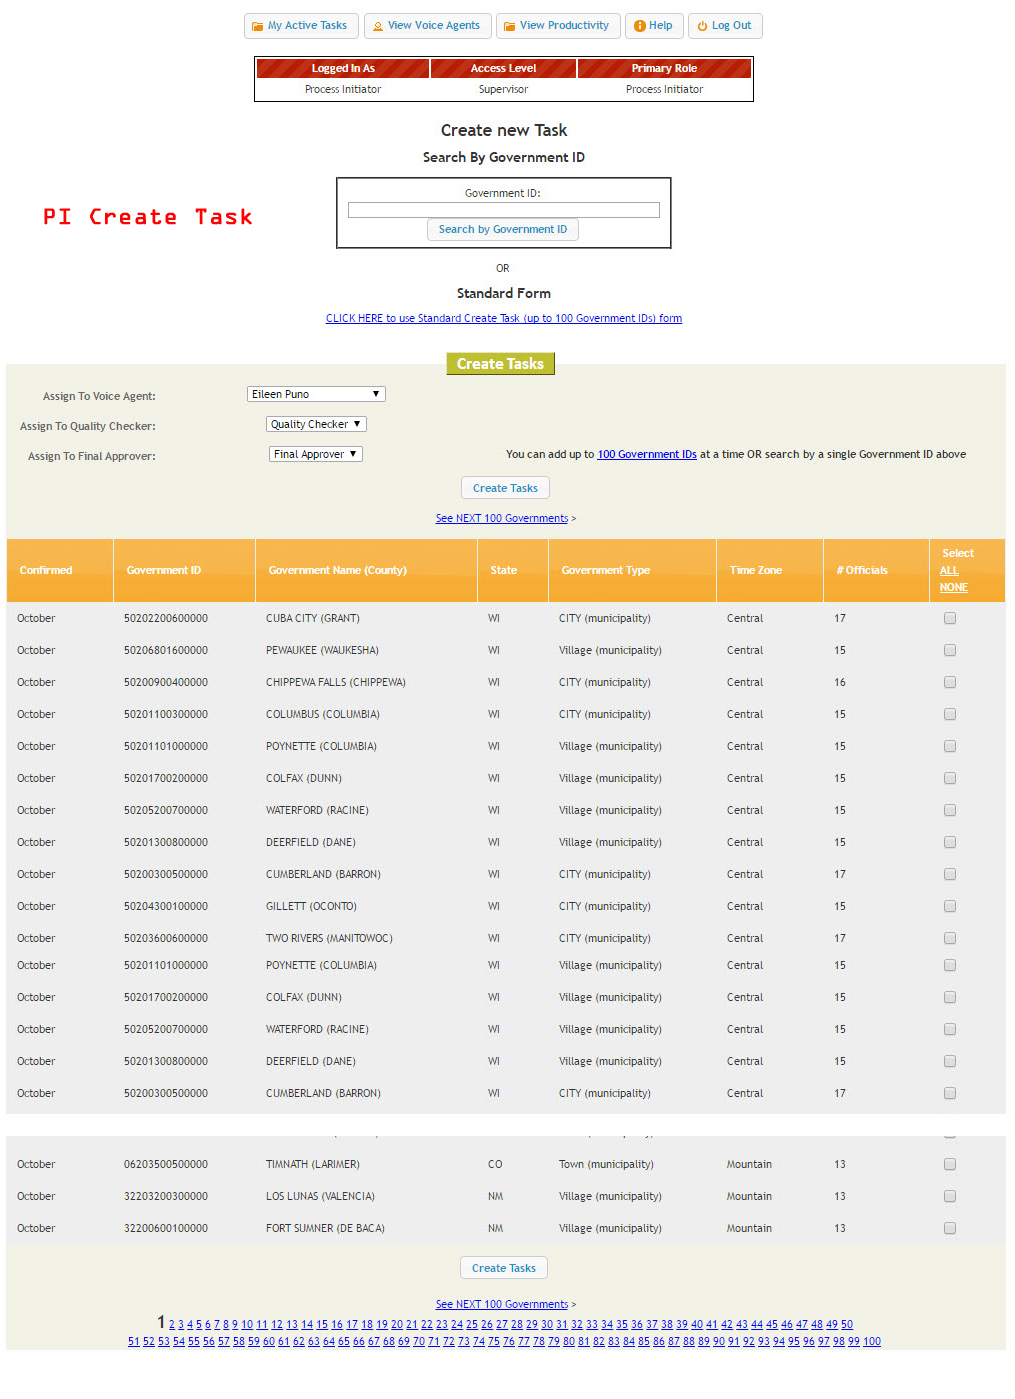 My Active Tasks View Voice Agents View Productivity Help Log Out
Logged In As Access Level Primary Role
Process Initiator Supervisor Process Initiator
Create new Task
Search By Government ID
Government ID:
PI Create Task
Search by Government ID
OR
Standard Form
CLICK HERE to use Standard Create Task (up to 100 Government IDs) form
Create Tasks
Assign To Voice Agent: Eileen Puno
Assign To Quality Checker: Quality Checker
Assign To Final Approver: Final Approver You can add up to 100 Government IDs at a time OR search by a single Government ID above
Create Tasks
See NEXT 100 Governments >
Confirmed Government ID Government Name (County) State Government Type Time Zone # Officials Select ALL NONE
October 50202200600000 CUBA CITY (GRANT) WI CITY (municipality) Central 17
October 50206801600000 PEWAUKEE (WAUKESHA) WI Village (municipality) Central 15
October 50200900400000 CHIPPEWA FALLS (CHIPPEWA) WI CITY (municipality) Central 16
October 50201100300000 COLUMBUS (COLUMBIA) WI CITY (municipality) Central 15
October 50201101000000 POYNETTE (COLUMBIA) WI Village (municipality) Central 15
October 50201700200000 COLFAX (DUNN) WI Village (municipality) Central 15
October 50205200700000 WATERFORD (RACINE) WI Village (municipality) Central 15
October 50201300800000 DEERFIELD (DANE) WI Village (municipality) Central 15
October 50200300500000 CUMBERLAND (BARRON) WI CITY (municipality) Central 17
October 50204300100000 GILLETT (OCONTO) WI CITY (municipality) Central 15
October 50203600600000 TWO RIVERS (MANITOWOC) WI CITY (municipality) Central 17
October 50201101000000 POYNETTE (COLUMBIA) WI Village (municipality) Central 15
October 50201700200000 COLFAX (DUNN) WI Village (municipality) Central 15
October 50205200700000 WATERFORD (RACINE) WI Village (municipality) Central 15
October 50201300800000 DEERFIELD (DANE) WI Village (municipality) Central 15
October 50200300500000 CUMBERLAND (BARRON) WI CITY (municipality) Central 17
October 06203500500000 TIMNATH (LARIMER) CO Town (municipality) Mountain 13
October 32203200300000 LOS LUNAS (VALENCIA) NM Village (municipality) Mountain 13
October 32200600100000 FORT SUMNER (DE BACA) NM Village (municipality) Mountain 13
Create Tasks
See NEXT 100 Governments >
1 2 3 4 5 6 7 8 9 10 11 12 13 14 15 16 17 18 19 20 21 22 23 24 25 26 27 28 29 30 31 32 33 34 35 36 37 38 39 40 41 42 43 44 45 46 47 48 49 50
51 52 53 54 55 56 57 58 59 60 61 62 63 64 65 66 67 68 69 70 71 72 73 74 75 76 77 78 79 80 81 82 83 84 85 86 87 88 89 90 91 92 93 94 95 96 97 98 99 100